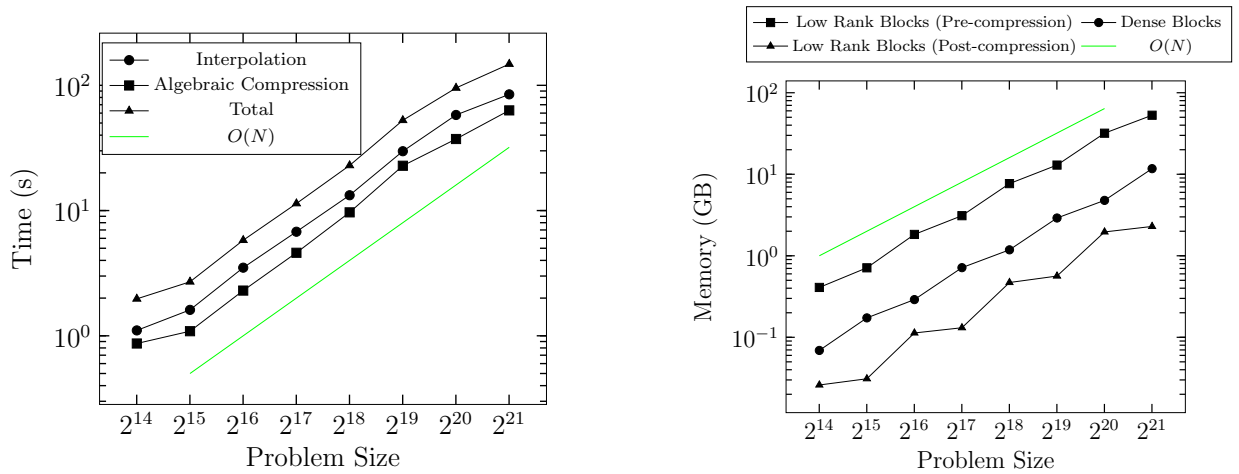 Interpolation
Algebraic Compression
Total
O(N)
10^2
10^1
10^0
Time (s)
2^14 2^15 2^16 2^17 2^18 2^19 2^20 2^21
Problem Size
Low Rank Blocks (Pre-compression) Dense Blocks
Low Rank Blocks (Post-compression) O(N)
10^2
10^1
10^0
10^−1
Memory (GB)
2^14 2^15 2^16 2^17 2^18 2^19 2^20 2^21
Problem Size